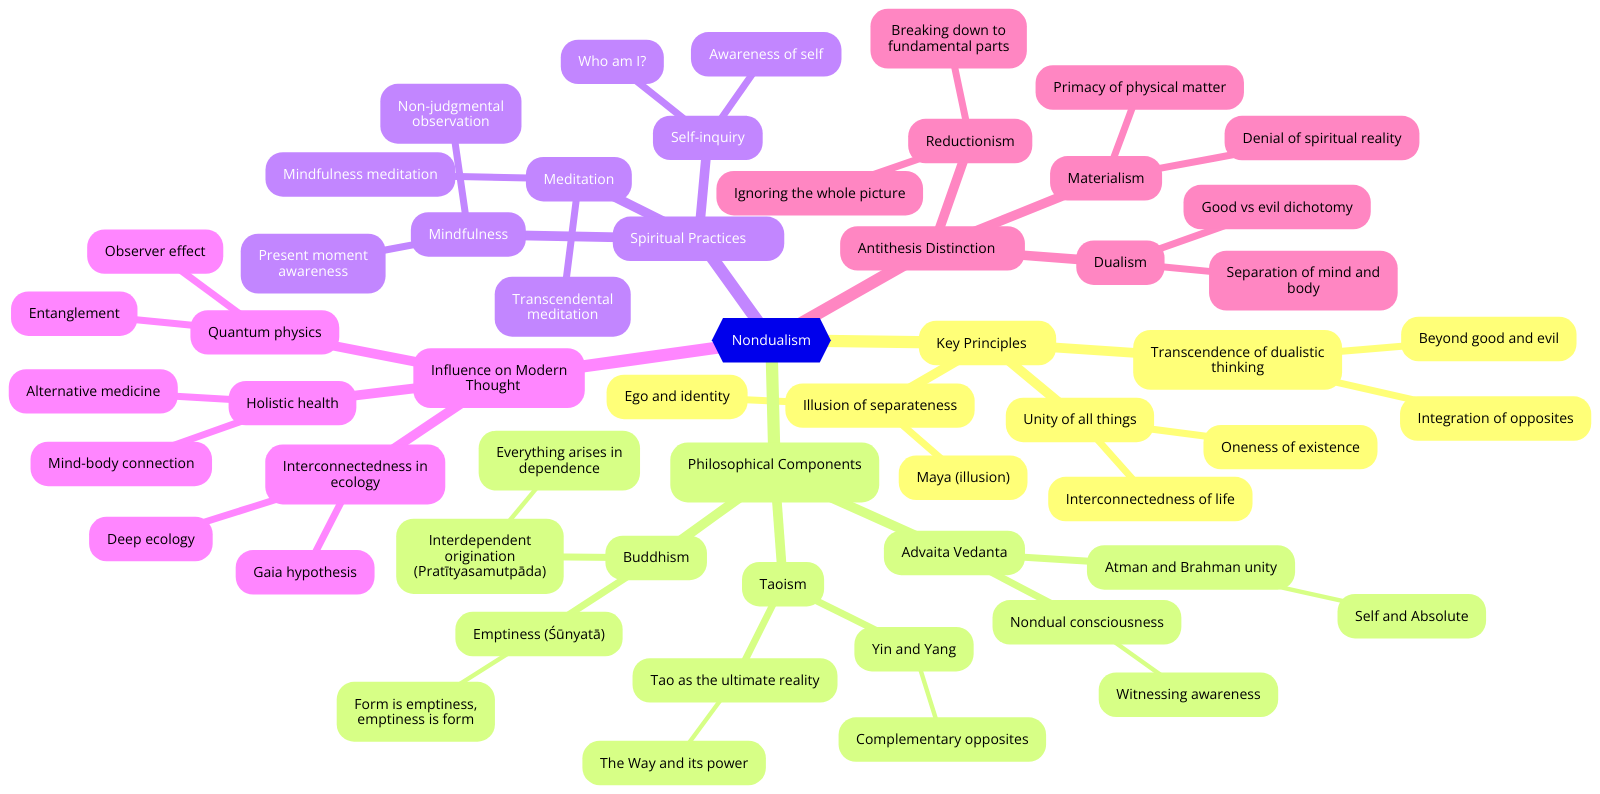 Breaking down to
fundamental parts
Who am I?
Awareness of self
Primacy of physical matter
Non-judgmental
observation
Self-inquiry
Reductionism
Denial of spiritual reality
Mindfulness meditation
Meditation
Ignoring the whole picture
Materialism
Good vs evil dichotomy
Mindfulness
Spiritual Practices
Antithesis Distinction
Dualism
Observer effect
Present moment
awareness
Separation of mind and
body
Transcendental
meditation
Entanglement
Quantum physics
Nondualism
Key Principles
Transcendence of dualistic
thinking
Beyond good and evil
Influence on Modern
Thought
Alternative medicine
Holistic health
Ego and identity
Illusion of separateness
Unity of all things
Integration of opposites
Mind-body connection
Interconnectedness in
ecology
Everything arises in
dependence
Philosophical Components
Maya (illusion)
Oneness of existence
Interconnectedness of life
Deep ecology
Gaia hypothesis
Interdependent
origination
(Pratītyasamutpāda)
Buddhism
Taoism
Advaita Vedanta
Atman and Brahman unity
Emptiness (Śūnyatā)
Yin and Yang
Nondual consciousness
Self and Absolute
Form is emptiness,
emptiness is form
Tao as the ultimate reality
Witnessing awareness
The Way and its power
Complementary opposites